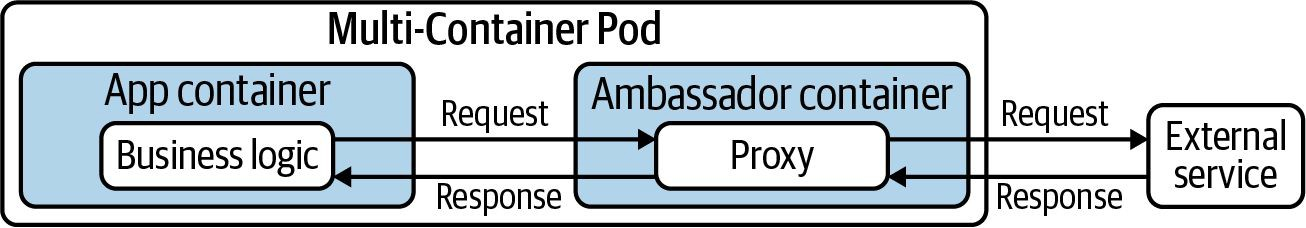 Multi-Container Pod
App container
Business logic
Request
Response
Ambassador container
Proxy
Request
Response
External
service